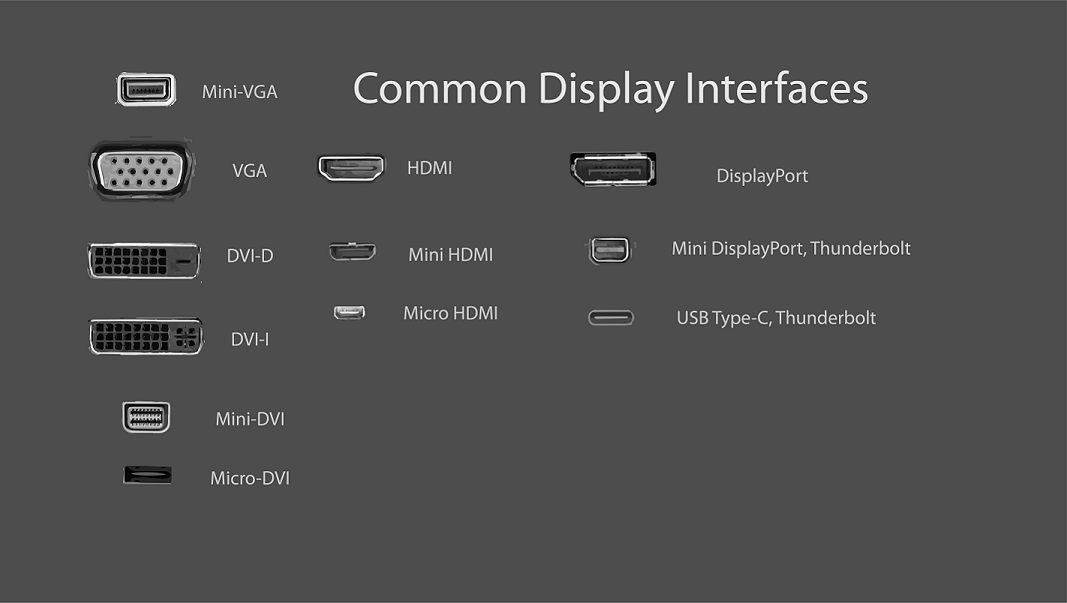 Common Display Interfaces
Mini-VGA
VGA
DVI-D
DVI-I
Mini-DVI
Micro-DVI
HDMI
Mini HDMI
Micro HDMI
DisplayPort
Mini DisplayPort, Thunderbolt
USB Type-C, Thunderbolt